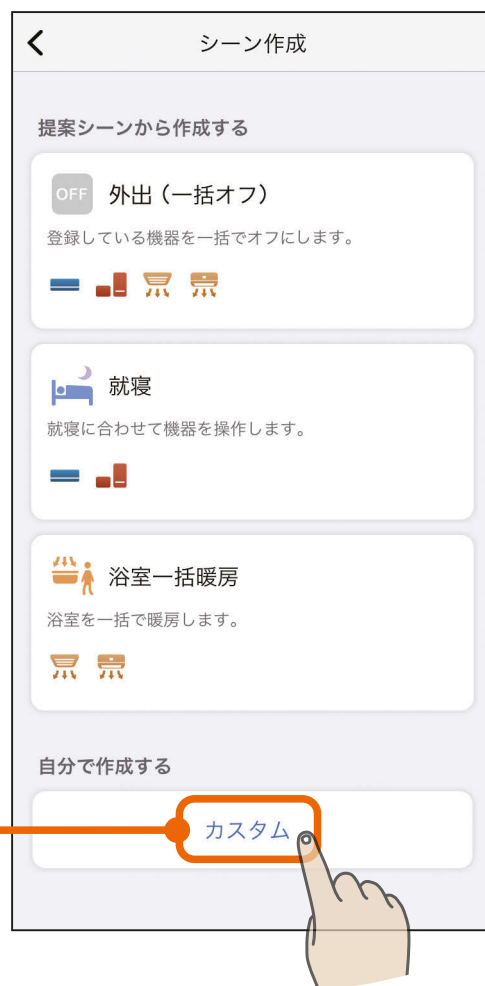 シーン作成
提案シーンから作成する
OFF 外出（一括オフ）
登録している機器を一括でオフにします。
就寝
就寝に合わせて機器を操作します。
浴室一括暖房
浴室を一括で暖房します。
自分で作成する
カスタム